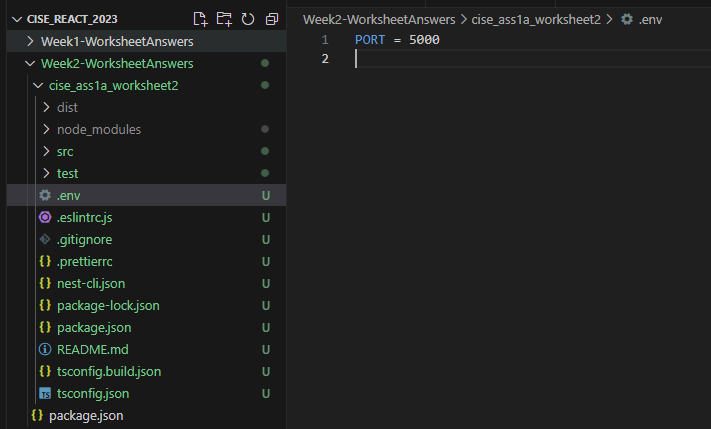 CISE_REACT_2023
Week1-WorksheetAnswers
Week2-WorksheetAnswers
cise_ass1a_worksheet2
dist
node_modules
src
test
.env U
.eslintrc.js U
.gitignore U
.prettierrc U
nest-cli.json U
package-lock.json U
package.json U
README.md U
tsconfig.build.json U
TS tsconfig.json U
package.json
Week2-WorksheetAnswers > cise_ass1a_worksheet2 > .env
1 PORT = 5000
2